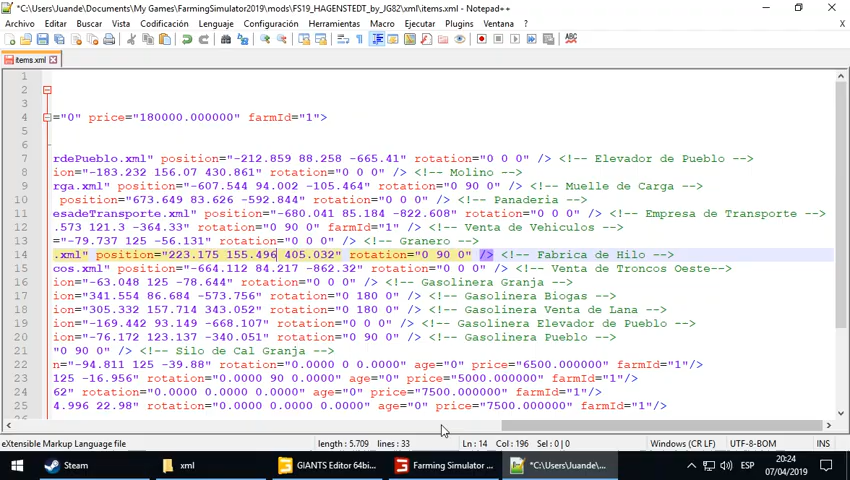 *C:\Users\Juande\Documents\My Games\FarmingSimulator2019\mods\FS19_HAGENSTEDT_by_JG82\xml\items.xml - Notepad++
Archivo Editar Buscar Vista Codificación Lenguaje Configuración Herramientas Macro Ejecutar Plugins Ventana ? X
items.xml
1
2
3
4 ="0" price="180000.000000" farmId="1">
5
6
7 rdePueblo.xml" position="-212.859 88.258 -665.41" rotation="0 0 0" /> <!-- Elevador de Pueblo -->
8 ion="-183.232 156.07 430.861" rotation="0 0 0" /> <!-- Molino -->
9 rga.xml" position="-607.544 94.002 -105.464" rotation="0 90 0" /> <!-- Muelle de Carga -->
10 position="673.649 83.626 -592.844" rotation="0 0 0" /> <!-- Panaderia -->
11 esadeTransporte.xml" position="-680.041 85.184 -822.608" rotation="0 0 0" /> <!-- Empresa de Transporte -->
12 .573 121.3 -364.33" rotation="0 90 0" farmId="1" /> <!-- Venta de Vehiculos -->
13 ="-79.737 125 -56.131" rotation="0 0 0" /> <!-- Granero -->
14 .xml" position="223.175 155.496 405.032" rotation="0 90 0" /> <!-- Fabrica de Hilo -->
15 cos.xml" position="-664.112 84.217 -862.32" rotation="0 0 0" /> <!-- Venta de Troncos Oeste-->
16 ion="-63.048 125 -78.644" rotation="0 0 0" /> <!-- Gasolinera Granja -->
17 ion="341.554 86.684 -573.756" rotation="0 180 0" /> <!-- Gasolinera Biogas -->
18 ion="305.332 157.714 343.052" rotation="0 180 0" /> <!-- Gasolinera Venta de Lana -->
19 ion="-169.442 93.149 -668.107" rotation="0 0 0" /> <!-- Gasolinera Elevador de Pueblo -->
20 ion="-76.172 123.137 -340.051" rotation="0 90 0" /> <!-- Gasolinera Pueblo -->
21 "0 90 0" /> <!-- Silo de Cal Granja -->
22 n="-94.811 125 -39.88" rotation="0.0000 0 0.0000" age="0" price="6500.000000" farmId="1"/>
23 125 -16.956" rotation="0.0000 90 0.0000" age="0" price="5000.000000" farmId="1"/>
24 62" rotation="0.0000 0.0000 0.0000" age="0" price="7500.000000" farmId="1"/>
25 4.996 22.98" rotation="0.0000 0.0000 0.0000" age="0" price="7500.000000" farmId="1"/>
eXtensible Markup Language file length : 5.709 lines : 33 Ln : 14 Col : 196 Sel : 0 | 0 Windows (CR LF) UTF-8-BOM INS
Steam xml GIANTS Editor 64bi... Farming Simulator ... *C:\Users\Juande\... ESP 20:24
07/04/2019